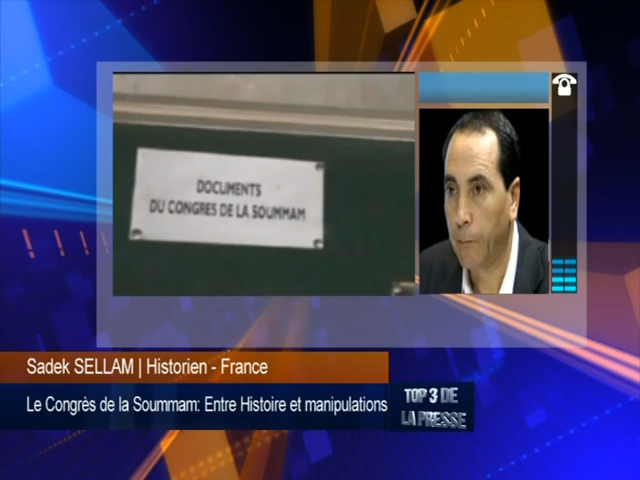 DOCUMENTS
DU CONGRES DE LA SOUMMAM
Sadek SELLAM | Historien - France
Le Congrès de la Soummam: Entre Histoire et manipulations
TOP 3 DE
LA PRESSE